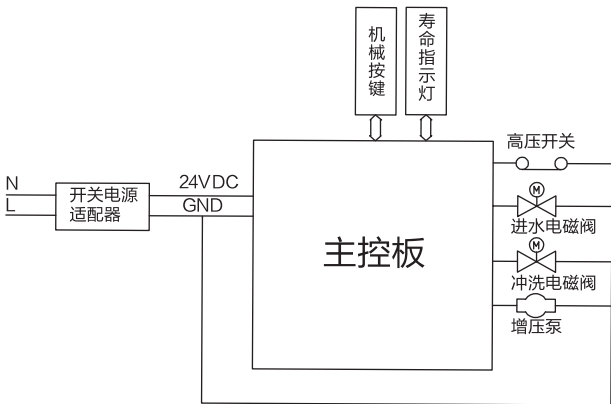 机械按键
寿命指示灯
高压开关
N
L
开关电源
适配器
24VDC
GND
主控板
M
进水电磁阀
M
冲洗电磁阀
增压泵